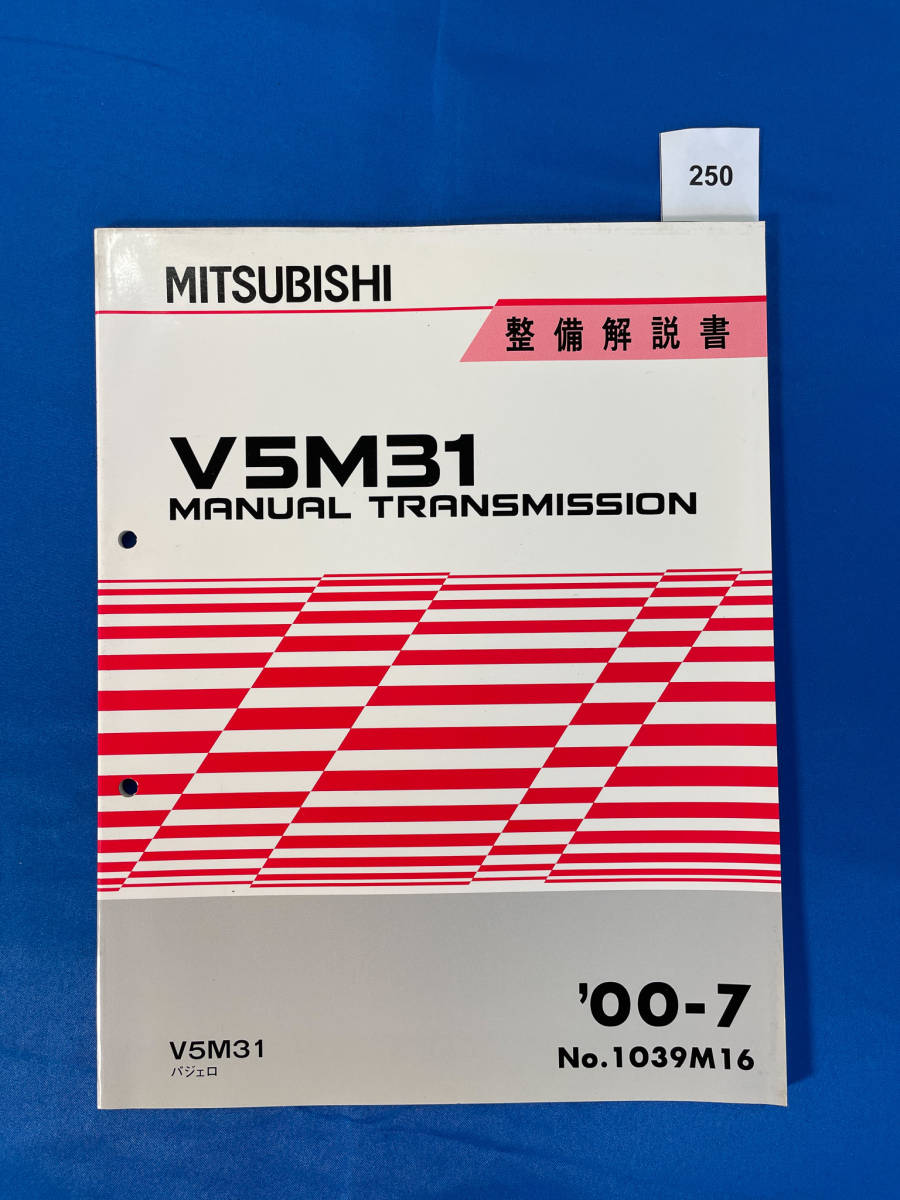 250
MITSUBISHI
整備解説書
V5M31
MANUAL TRANSMISSION
'00-7
V5M31
No.1039M16
パジェロ